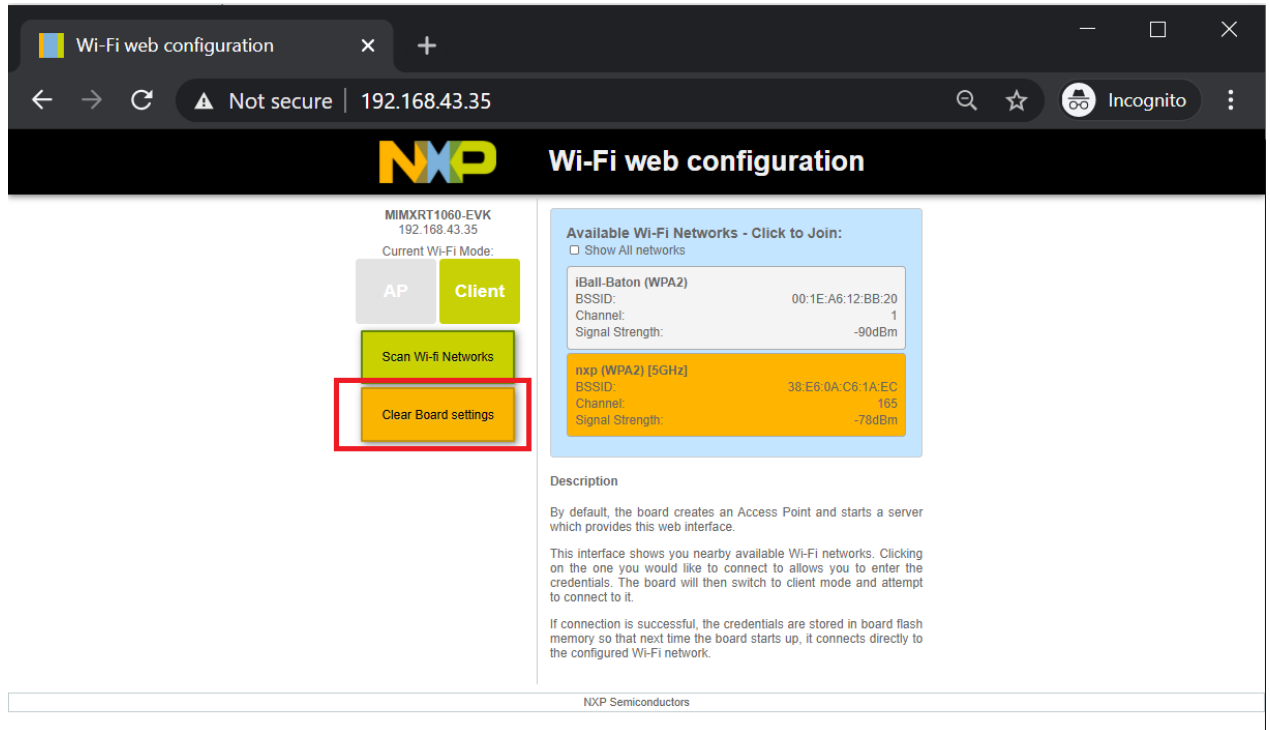 Wi-Fi web configuration
Not secure | 192.168.43.35
Incognito
NXP
Wi-Fi web configuration
MIMXRT1060-EVK
192.168.43.35
Current Wi-Fi Mode:
AP
Client
Scan Wi-fi Networks
Clear Board settings
Available Wi-Fi Networks - Click to Join:
Show All networks
iBall-Baton (WPA2)
BSSID: 00:1E:A6:12:BB:20
Channel: 1
Signal Strength: -90dBm
nxp (WPA2) [5GHz]
BSSID: 38:E6:0A:C6:1A:EC
Channel: 165
Signal Strength: -78dBm
Description
By default, the board creates an Access Point and starts a server
which provides this web interface.
This interface shows you nearby available Wi-Fi networks. Clicking
on the one you would like to connect to allows you to enter the
credentials. The board will then switch to client mode and attempt
to connect to it.
If connection is successful, the credentials are stored in board flash
memory so that next time the board starts up, it connects directly to
the configured Wi-Fi network.
NXP Semiconductors